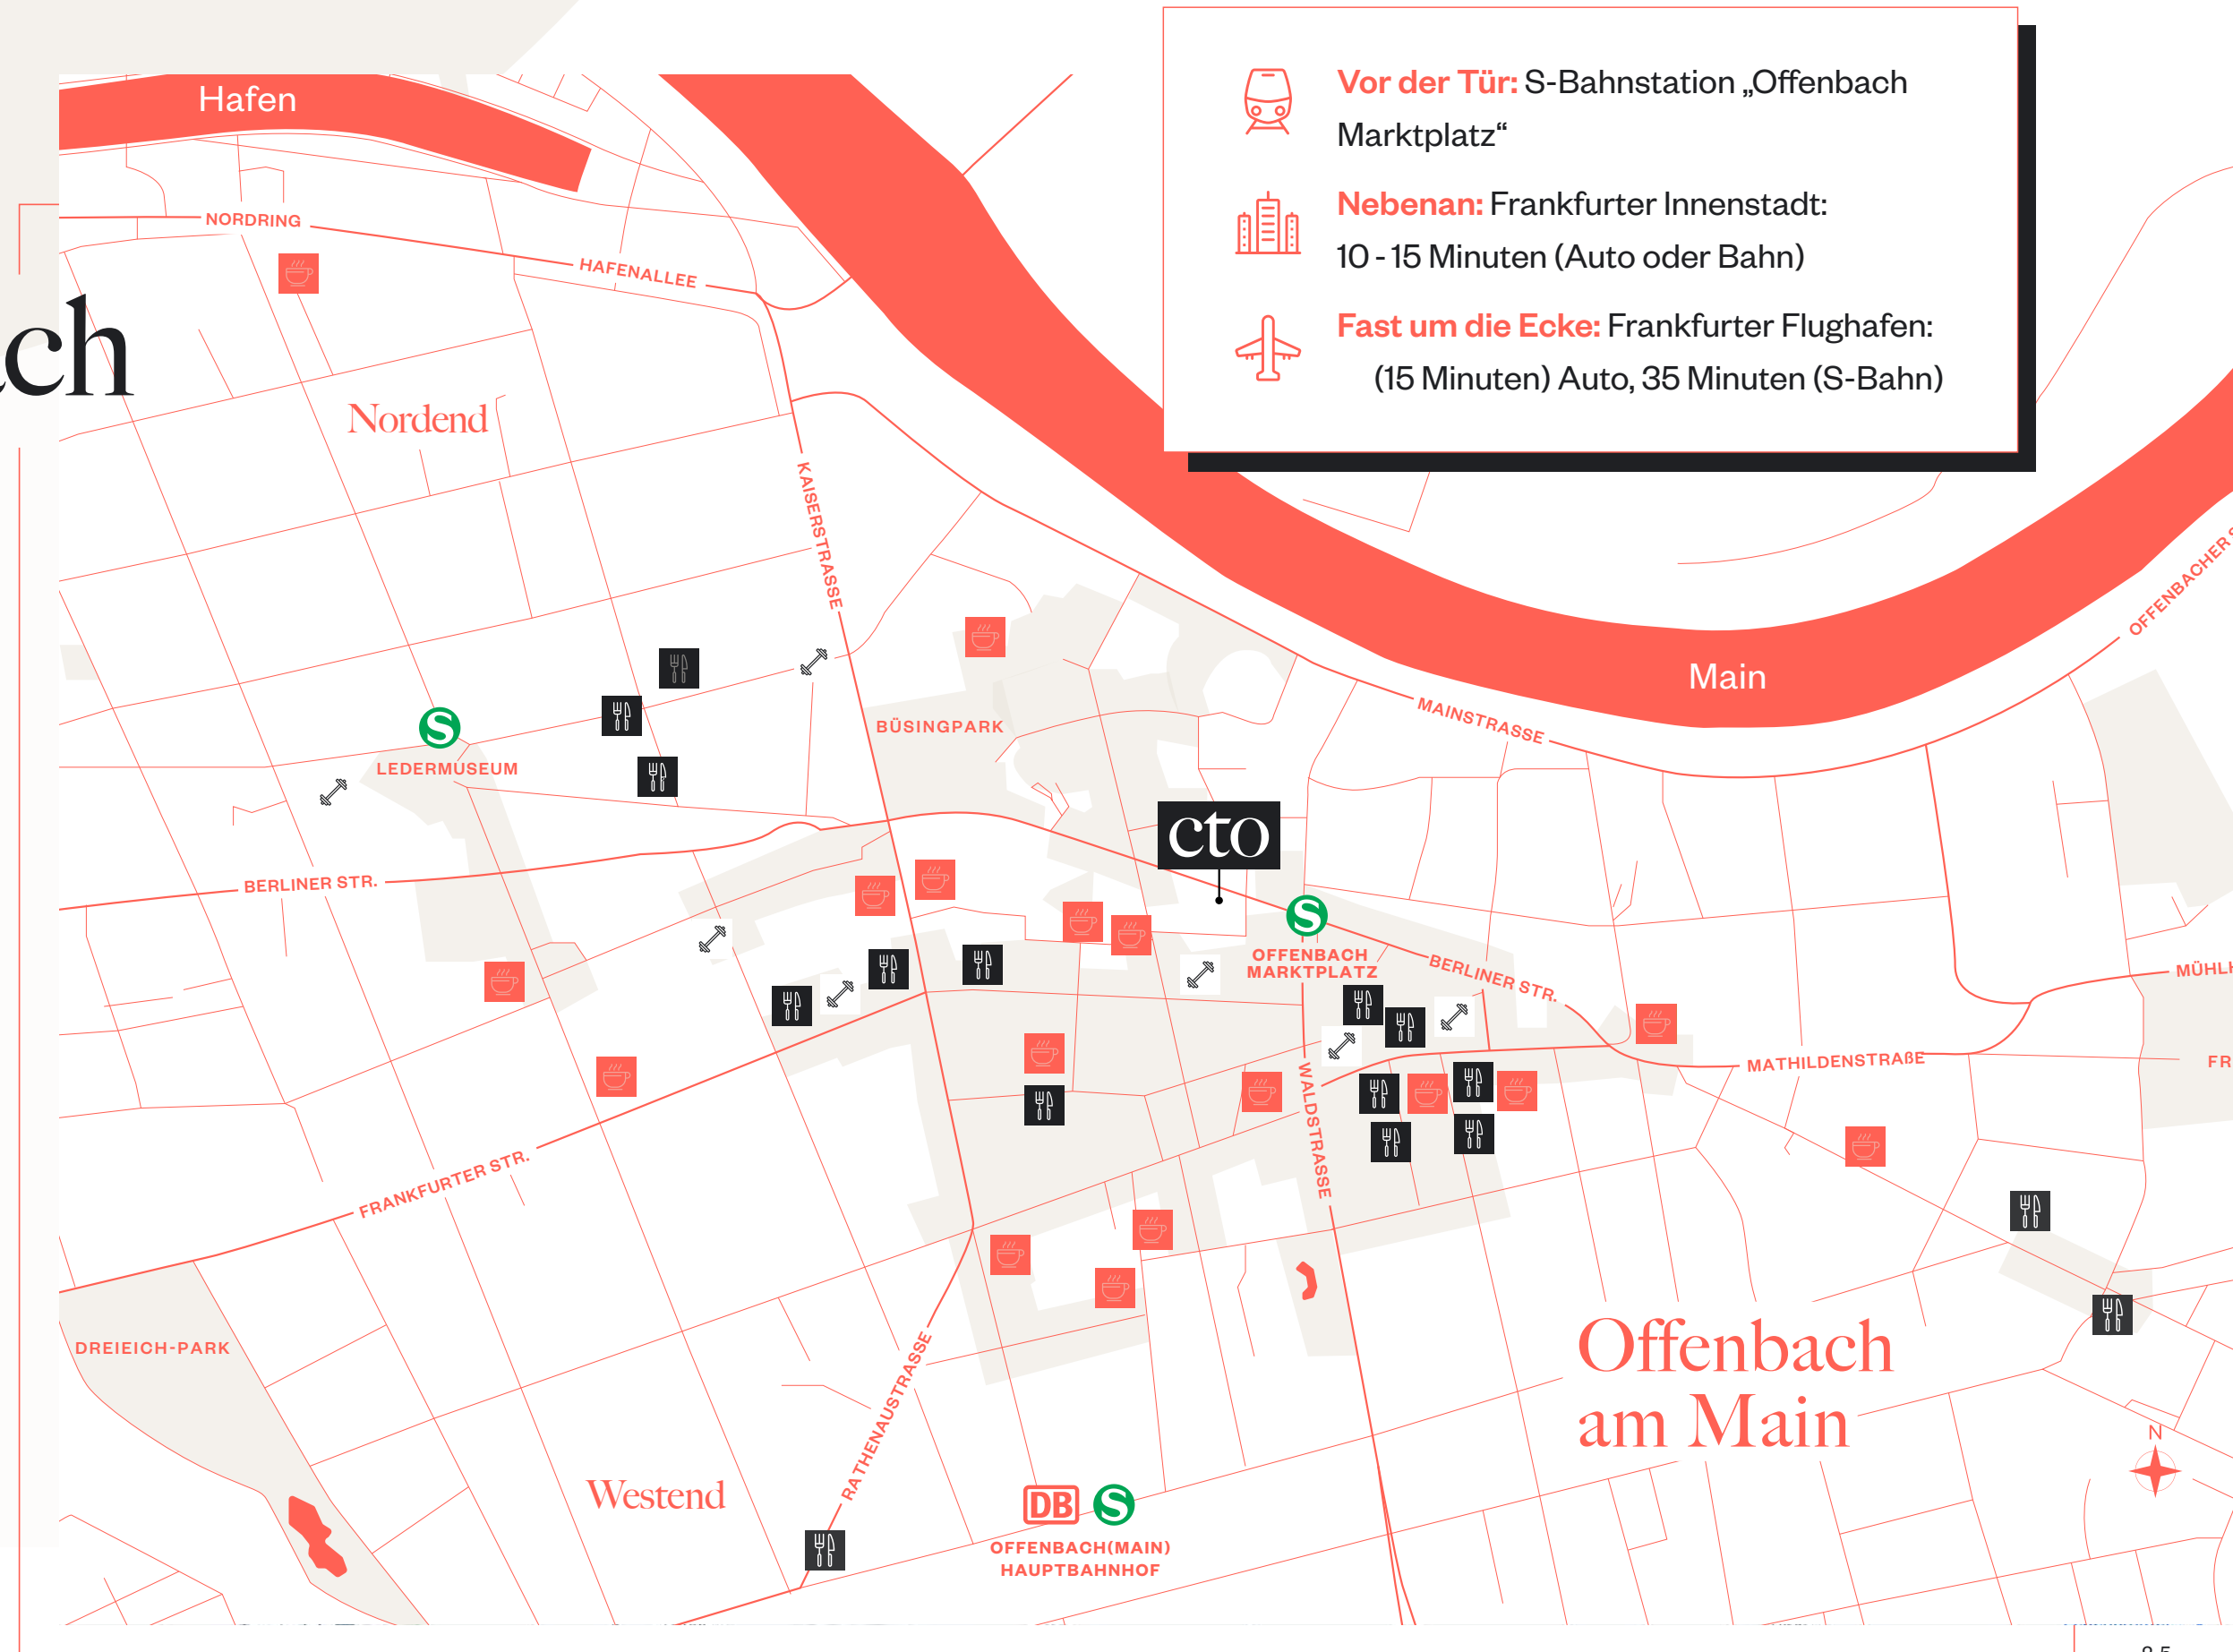 Hafen
Vor der Tür: S-Bahnstation „Offenbach
Marktplatz“
Nebenan: Frankfurter Innenstadt:
10 - 15 Minuten (Auto oder Bahn)
Fast um die Ecke: Frankfurter Flughafen:
(15 Minuten) Auto, 35 Minuten (S-Bahn)
NORDRING
HAFENALLEE
ch
Nordend
KAISERSTRASSE
OFFENBACHER
Main
MAINSTRASSE
BÜSINGPARK
S
LEDERMUSEUM
cto
BERLINER STR.
S
OFFENBACH
MARKTPLATZ
BERLINER STR.
MÜHLH
MATHILDENSTRAßE
FR
WALDSTRASSE
FRANKFURTER STR.
DREIEICH-PARK
RATHENAUSTRASSE
Offenbach
am Main
N
Westend
DB S
OFFENBACH(MAIN)
HAUPTBAHNHOF